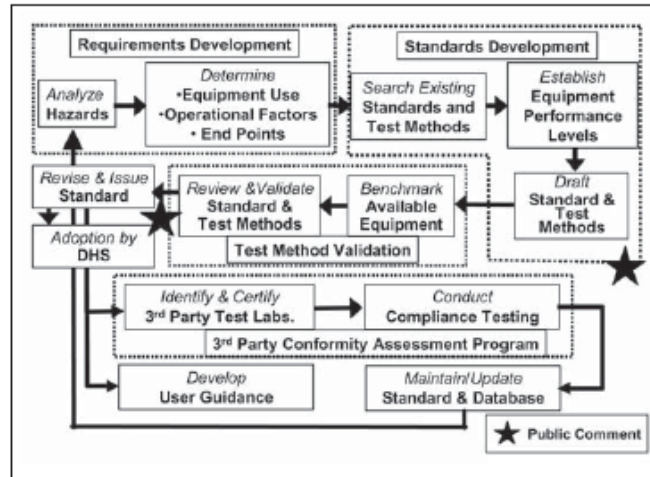 Requirements Development
Standards Development
Analyze
Hazards
Determine
•Equipment Use
•Operational Factors
• End Points
Search Existing
Standards and
Test Methods
Establish
Equipment
Performance
Levels
Revise & Issue
Standard
Review &Validate
Standard &
Test Methods
Benchmark
Available
Equipment
Draft
Standard & Test
Methods
Adoption by
DHS
Test Method Validation
Identify & Certify
3rd Party Test Labs.
Conduct
Compliance Testing
3rd Party Conformity Assessment Program
Develop
User Guidance
Maintain/Update
Standard & Database
Public Comment